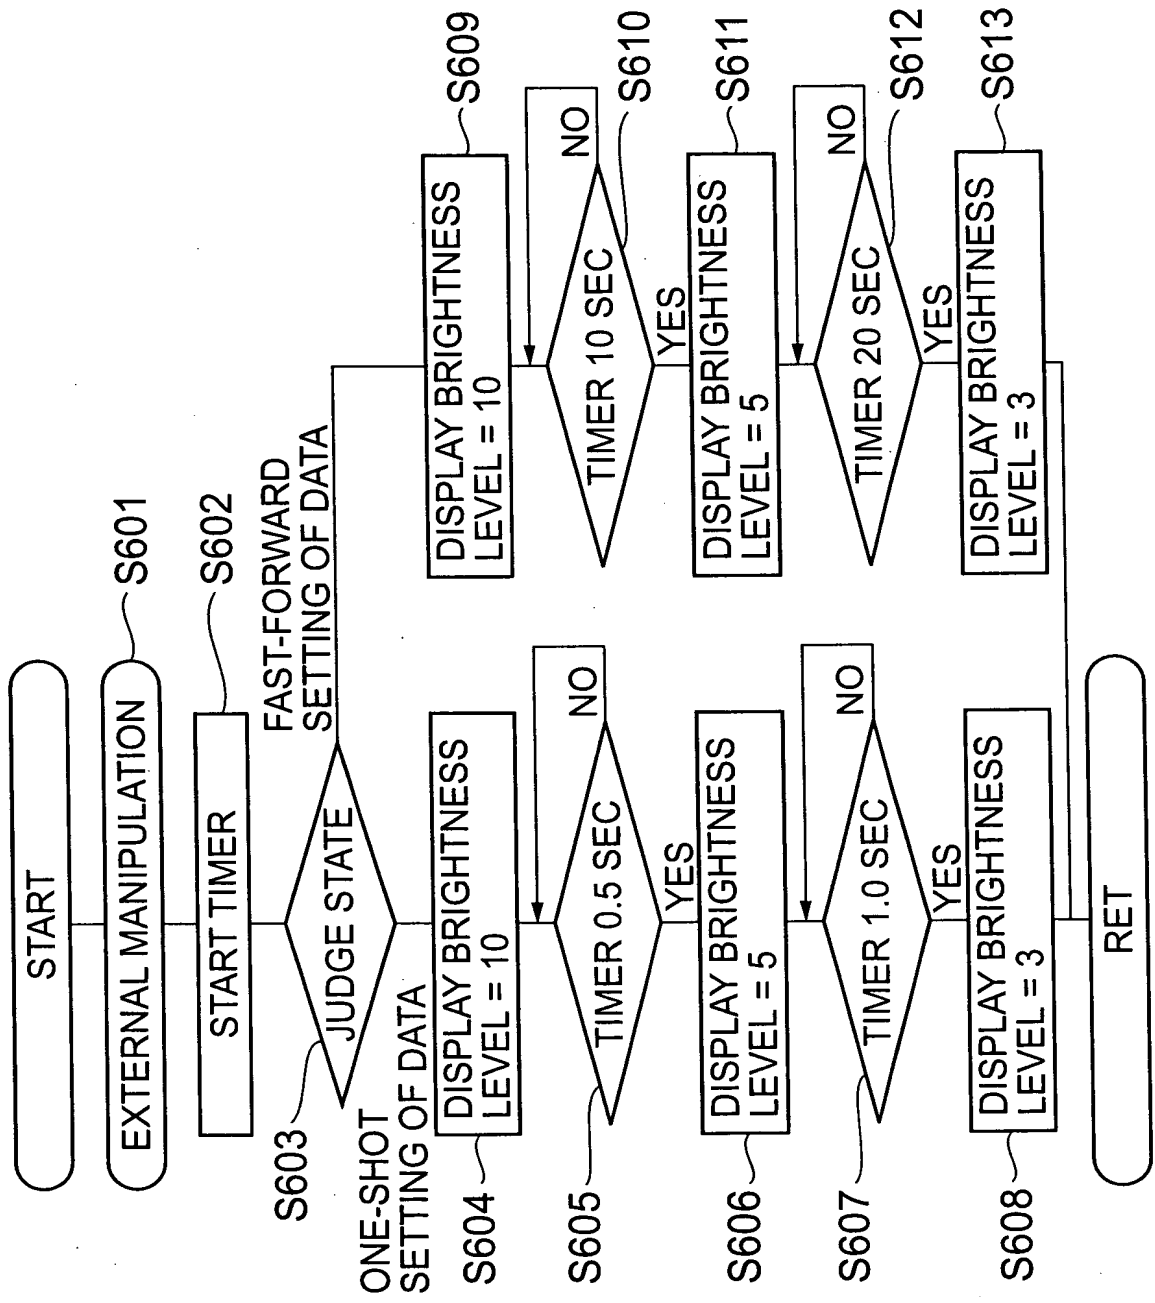 START
EXTERNAL MANIPULATION
S601
START TIMER
S602
JUDGE STATE
S603
FAST-FORWARD
SETTING OF DATA
ONE-SHOT
SETTING OF DATA
DISPLAY BRIGHTNESS
LEVEL = 10
S604
TIMER 0.5 SEC
NO
S605
YES
DISPLAY BRIGHTNESS
LEVEL = 5
S606
TIMER 1.0 SEC
NO
S607
YES
DISPLAY BRIGHTNESS
LEVEL = 3
S608
DISPLAY BRIGHTNESS
LEVEL = 10
S609
TIMER 10 SEC
NO
S610
YES
DISPLAY BRIGHTNESS
LEVEL = 5
S611
TIMER 20 SEC
NO
S612
YES
DISPLAY BRIGHTNESS
LEVEL = 3
S613
RET